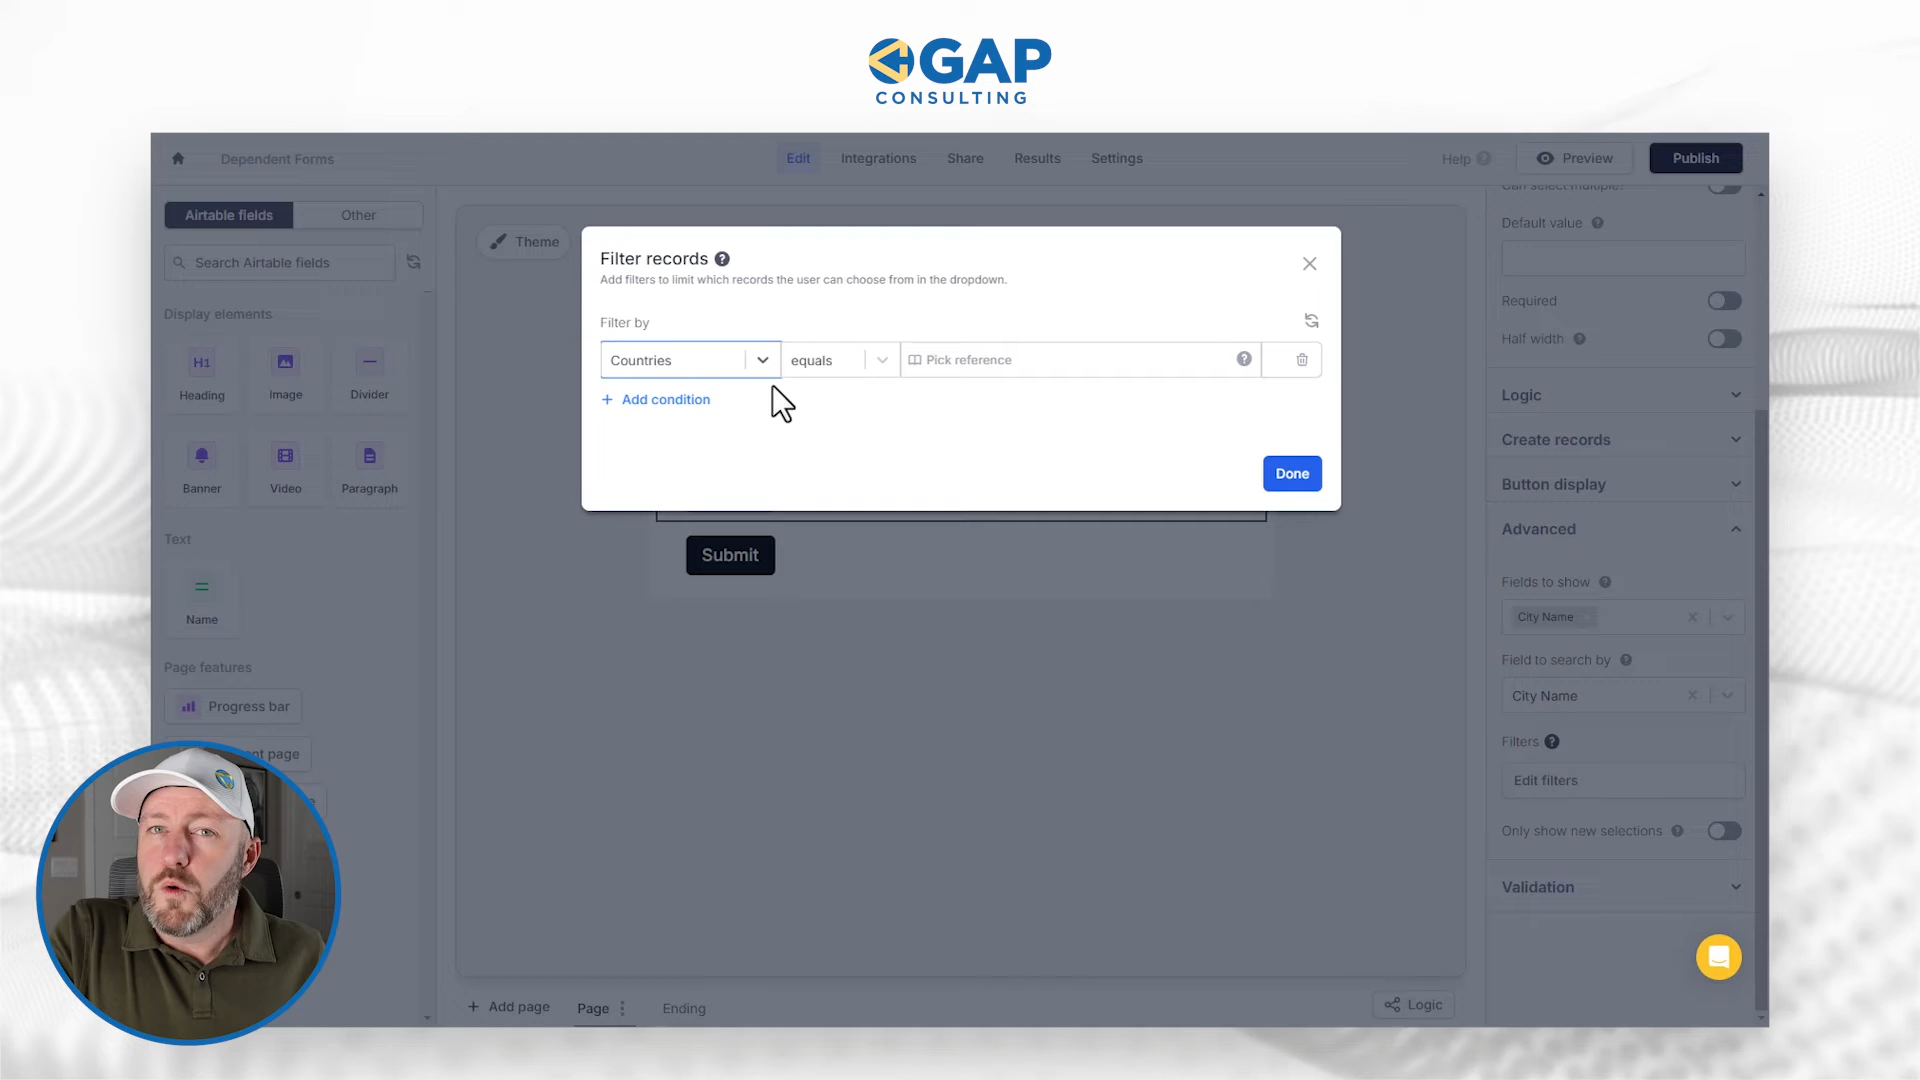 GAP
CONSULTING
Dependent Forms
Edit
Integrations
Share
Results
Settings
Help
Preview
Publish
Airtable fields
Other
Search Airtable fields
Display elements
H1
Heading
Image
Divider
Banner
Video
Paragraph
Text
Name
Page features
Progress bar
page
Theme
Filter records
Add filters to limit which records the user can choose from in the dropdown.
Filter by
Countries
equals
Pick reference
+ Add condition
Done
Submit
+ Add page
Page
Ending
Logic
Can select multiple?
Default value
Required
Half width
Logic
Create records
Button display
Advanced
Fields to show
City Name
Field to search by
City Name
Filters
Edit filters
Only show new selections
Validation